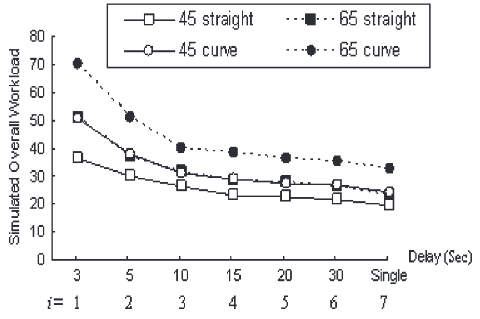 45 straight 65 straight
45 curve 65 curve
Simulated Overall Workload
80
70
60
50
40
30
20
10
0
3 5 10 15 20 30 Single
Delay (Sec)
i= 1 2 3 4 5 6 7